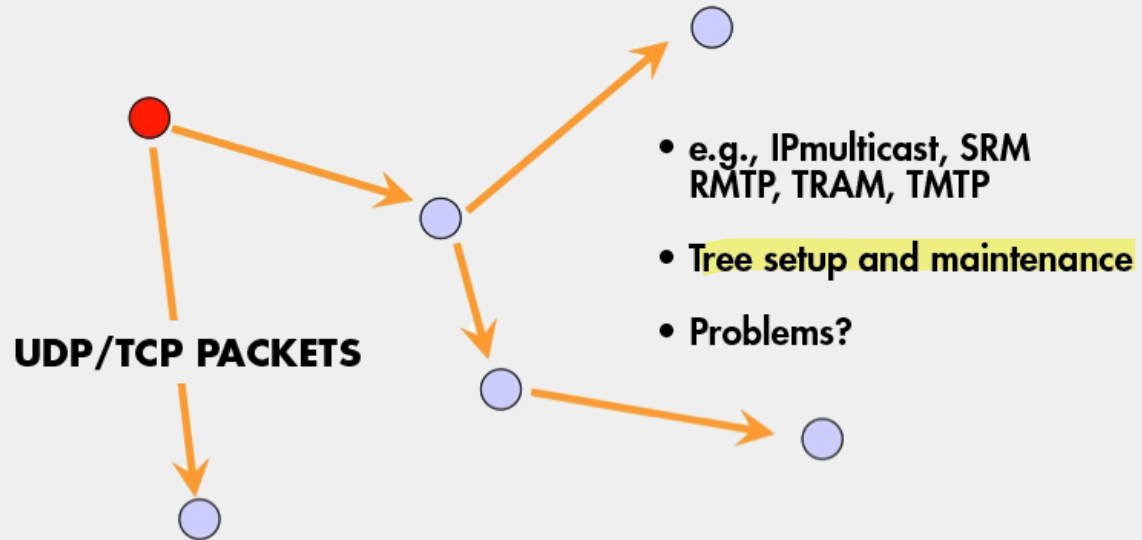 • e.g., IPmulticast, SRM
RMTP, TRAM, TMTP
• Tree setup and maintenance
• Problems?
UDP/TCP PACKETS